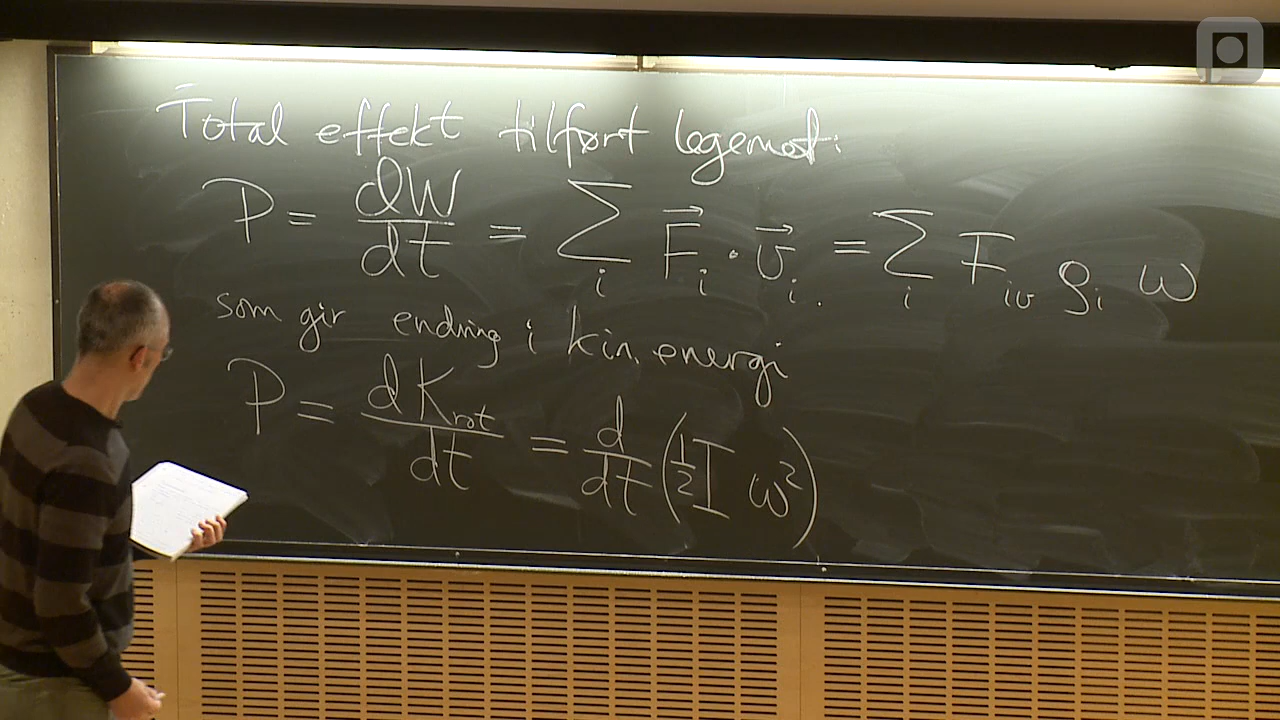 Total effekt tilført legemet:
P = dW/dt = ∑_i F⃗_i · v⃗_i. = ∑_i F_iv ρ_i ω
som gir endring i kin. energi
P = dK_rot/dt = d/dt (½ I ω²)